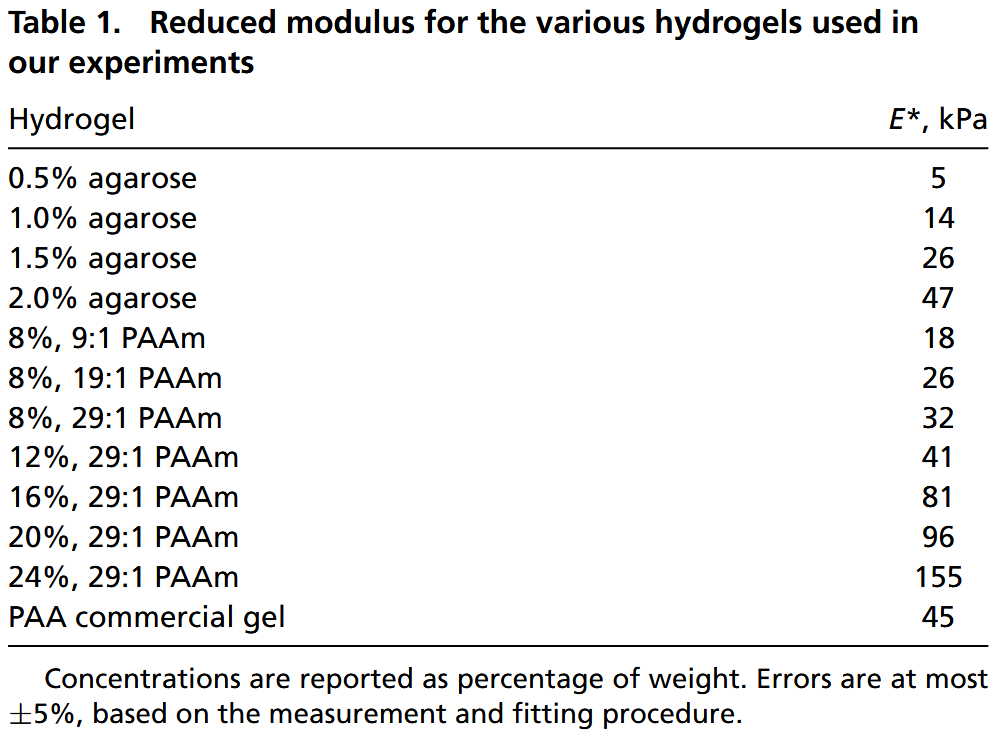 Table 1. Reduced modulus for the various hydrogels used in
our experiments
Hydrogel E*, kPa
0.5% agarose 5
1.0% agarose 14
1.5% agarose 26
2.0% agarose 47
8%, 9:1 PAAm 18
8%, 19:1 PAAm 26
8%, 29:1 PAAm 32
12%, 29:1 PAAm 41
16%, 29:1 PAAm 81
20%, 29:1 PAAm 96
24%, 29:1 PAAm 155
PAA commercial gel 45
Concentrations are reported as percentage of weight. Errors are at most
±5%, based on the measurement and fitting procedure.